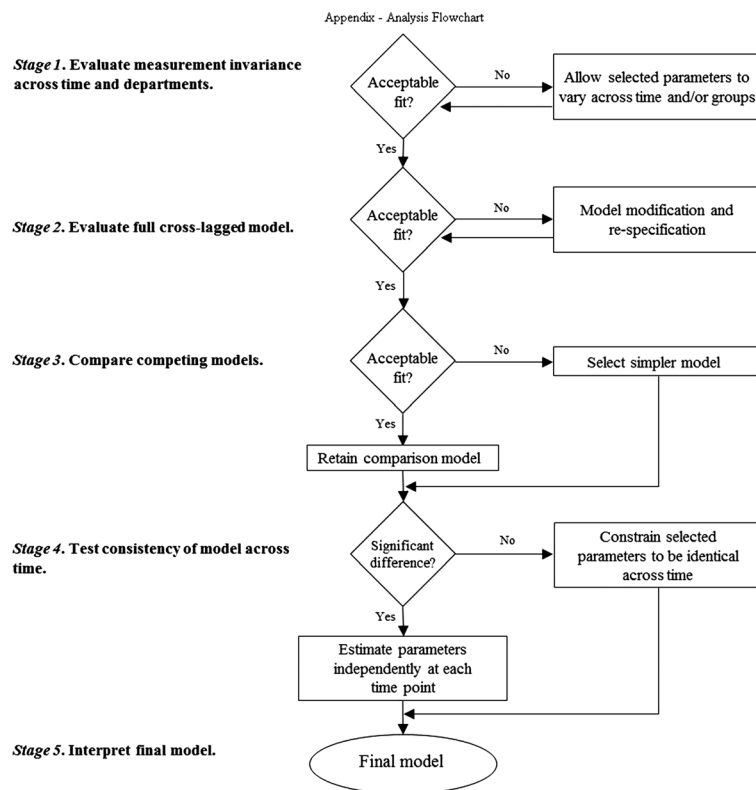 Appendix - Analysis Flowchart
Stage 1. Evaluate measurement invariance
across time and departments.
Acceptable
fit?
No
Allow selected parameters to
vary across time and/or groups
Yes
Stage 2. Evaluate full cross-lagged model.
Acceptable
fit?
No
Model modification and
re-specification
Yes
Stage 3. Compare competing models.
Acceptable
fit?
No
Select simpler model
Yes
Retain comparison model
Stage 4. Test consistency of model across
time.
Significant
difference?
No
Constrain selected
parameters to be identical
across time
Yes
Estimate parameters
independently at each
time point
Stage 5. Interpret final model.
Final model